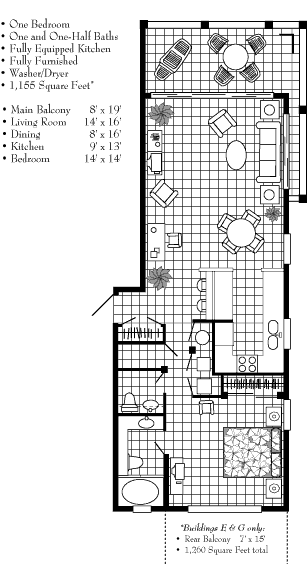 • One Bedroom
• One and One-Half Baths
• Fully Equipped Kitchen
• Fully Furnished
• Washer/Dryer
• 1,155 Square Feet*
• Main Balcony 8' x 19'
• Living Room 14' x 16'
• Dining 8' x 16'
• Kitchen 9' x 13'
• Bedroom 14' x 14'
*Buildings E & G only:
• Rear Balcony 7' x 15'
• 1,260 Square Feet total